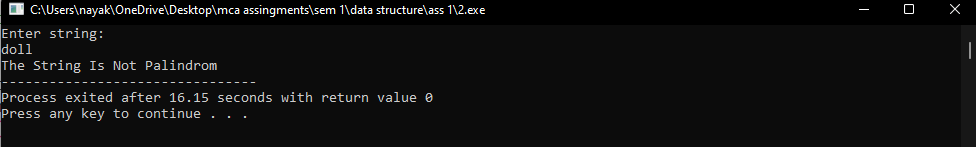 C:\Users\nayak\OneDrive\Desktop\mca assingments\sem 1\data structure\ass 1\2.exe
Enter string:
doll
The String Is Not Palindrom
--------------------------------
Process exited after 16.15 seconds with return value 0
Press any key to continue . . .